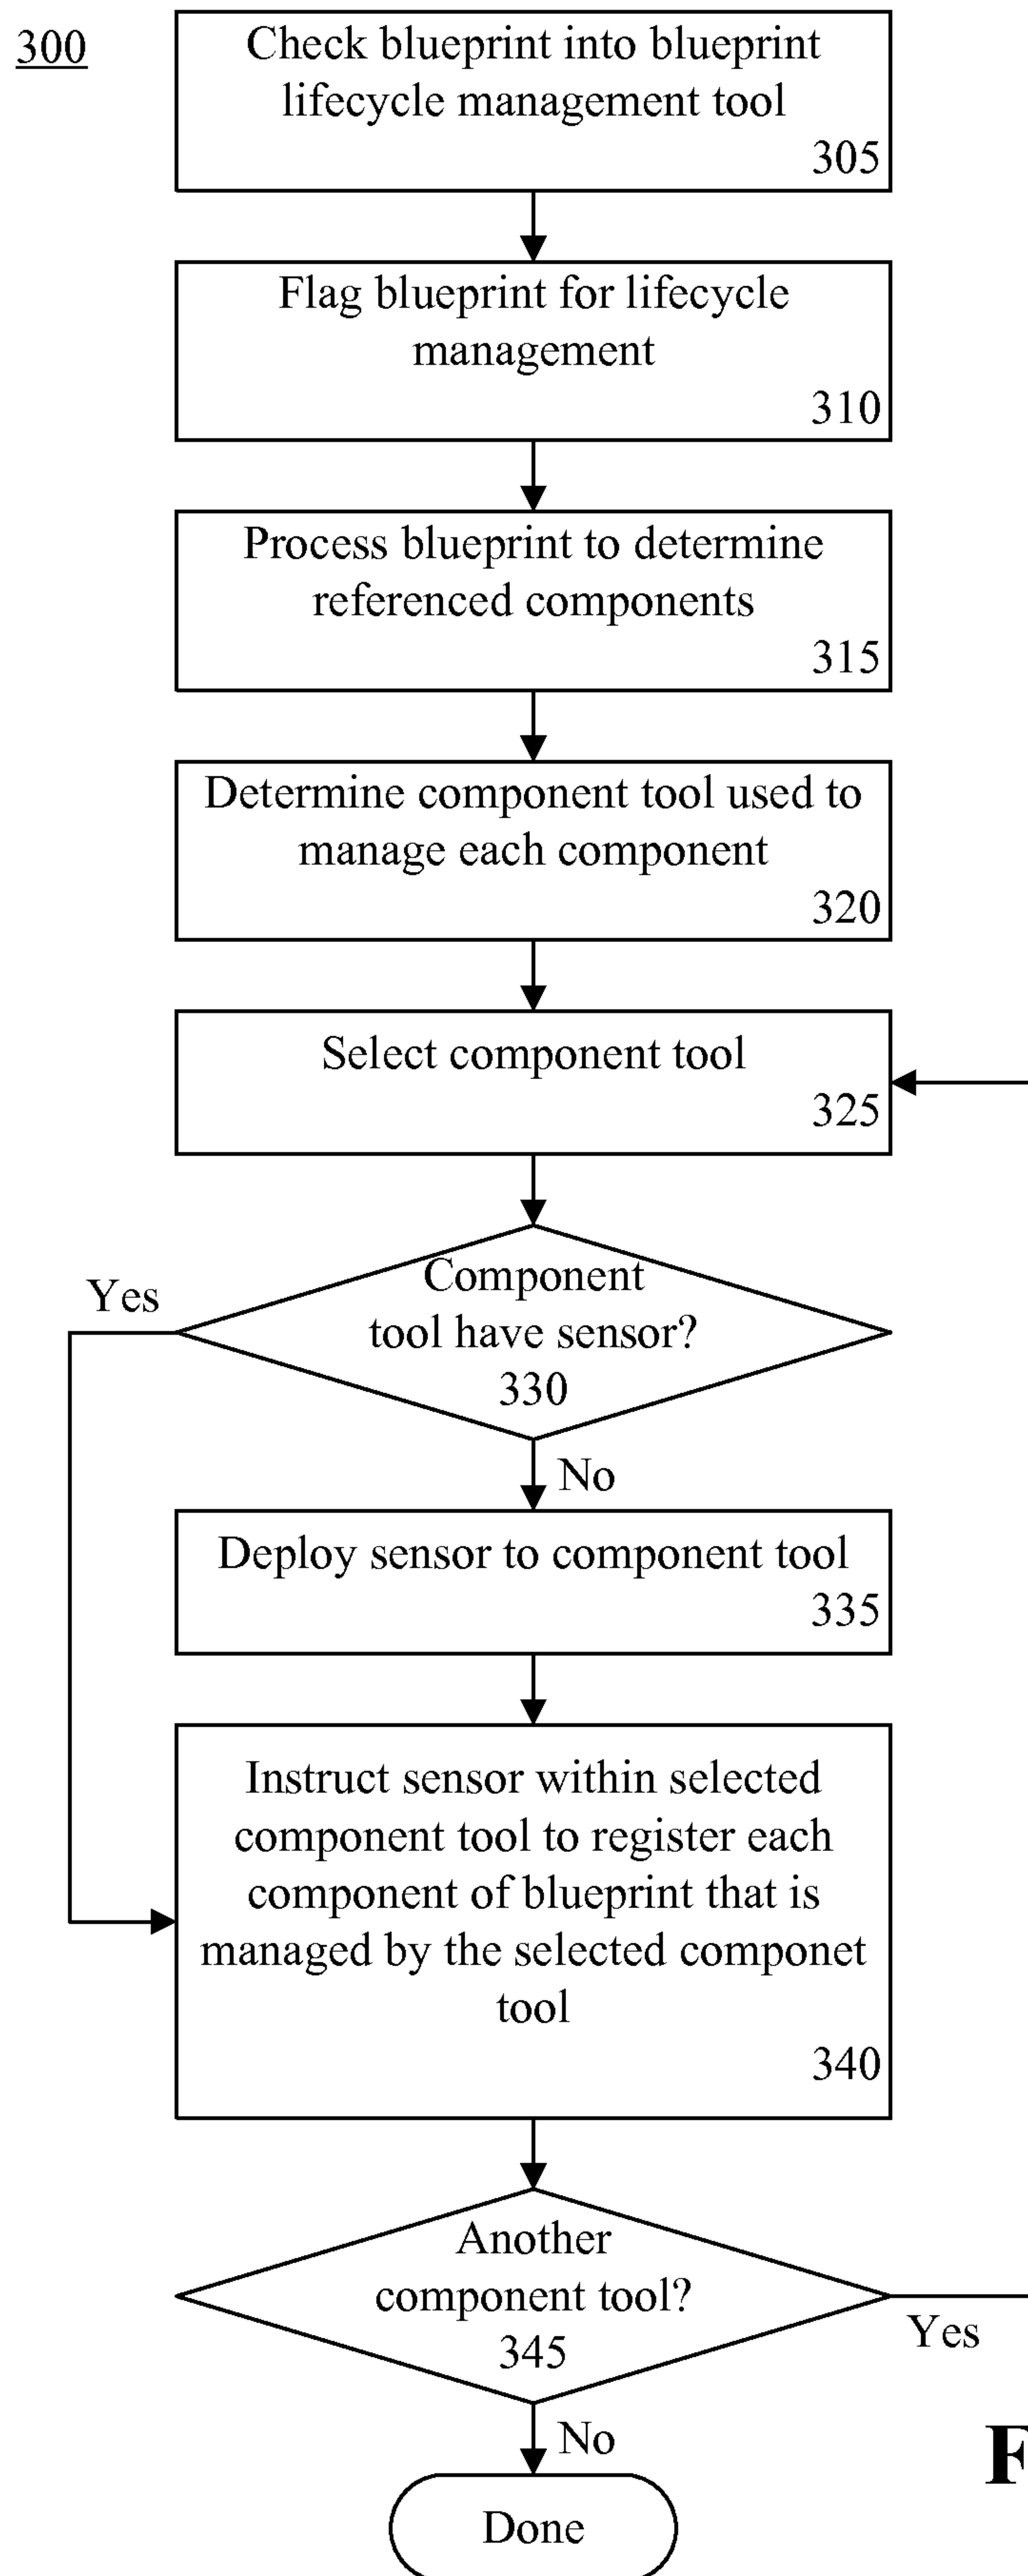 300
Check blueprint into blueprint
lifecycle management tool
305
Flag blueprint for lifecycle
management
310
Process blueprint to determine
referenced components
315
Determine component tool used to
manage each component
320
Select component tool
325
Component
tool have sensor?
330
Yes
No
Deploy sensor to component tool
335
Instruct sensor within selected
component tool to register each
component of blueprint that is
managed by the selected componet
tool
340
Another
component tool?
345
Yes
No
F
Done